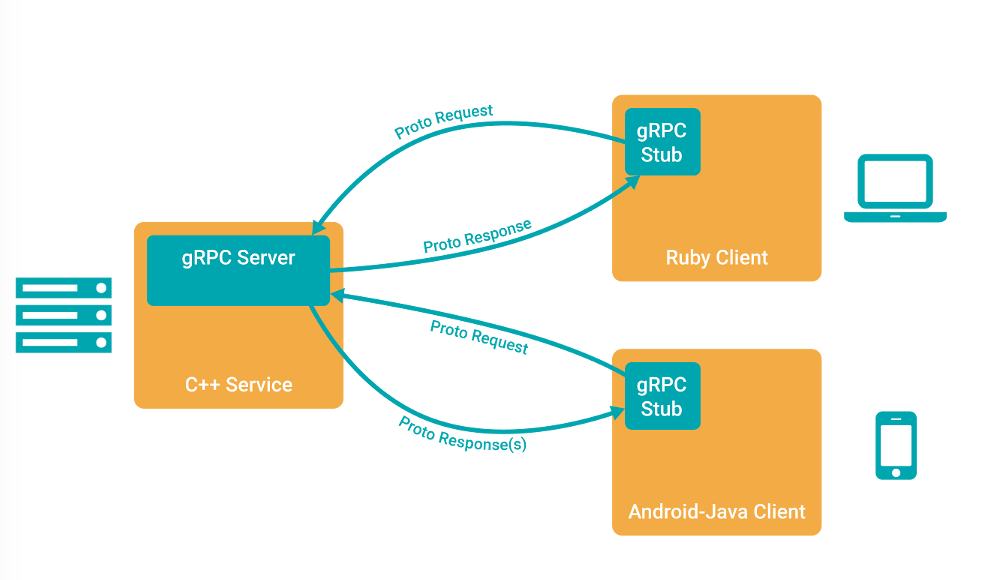 Proto Request
gRPC
Stub
Proto Response
Ruby Client
gRPC Server
C++ Service
Proto Request
gRPC
Stub
Proto Response(s)
Android-Java Client